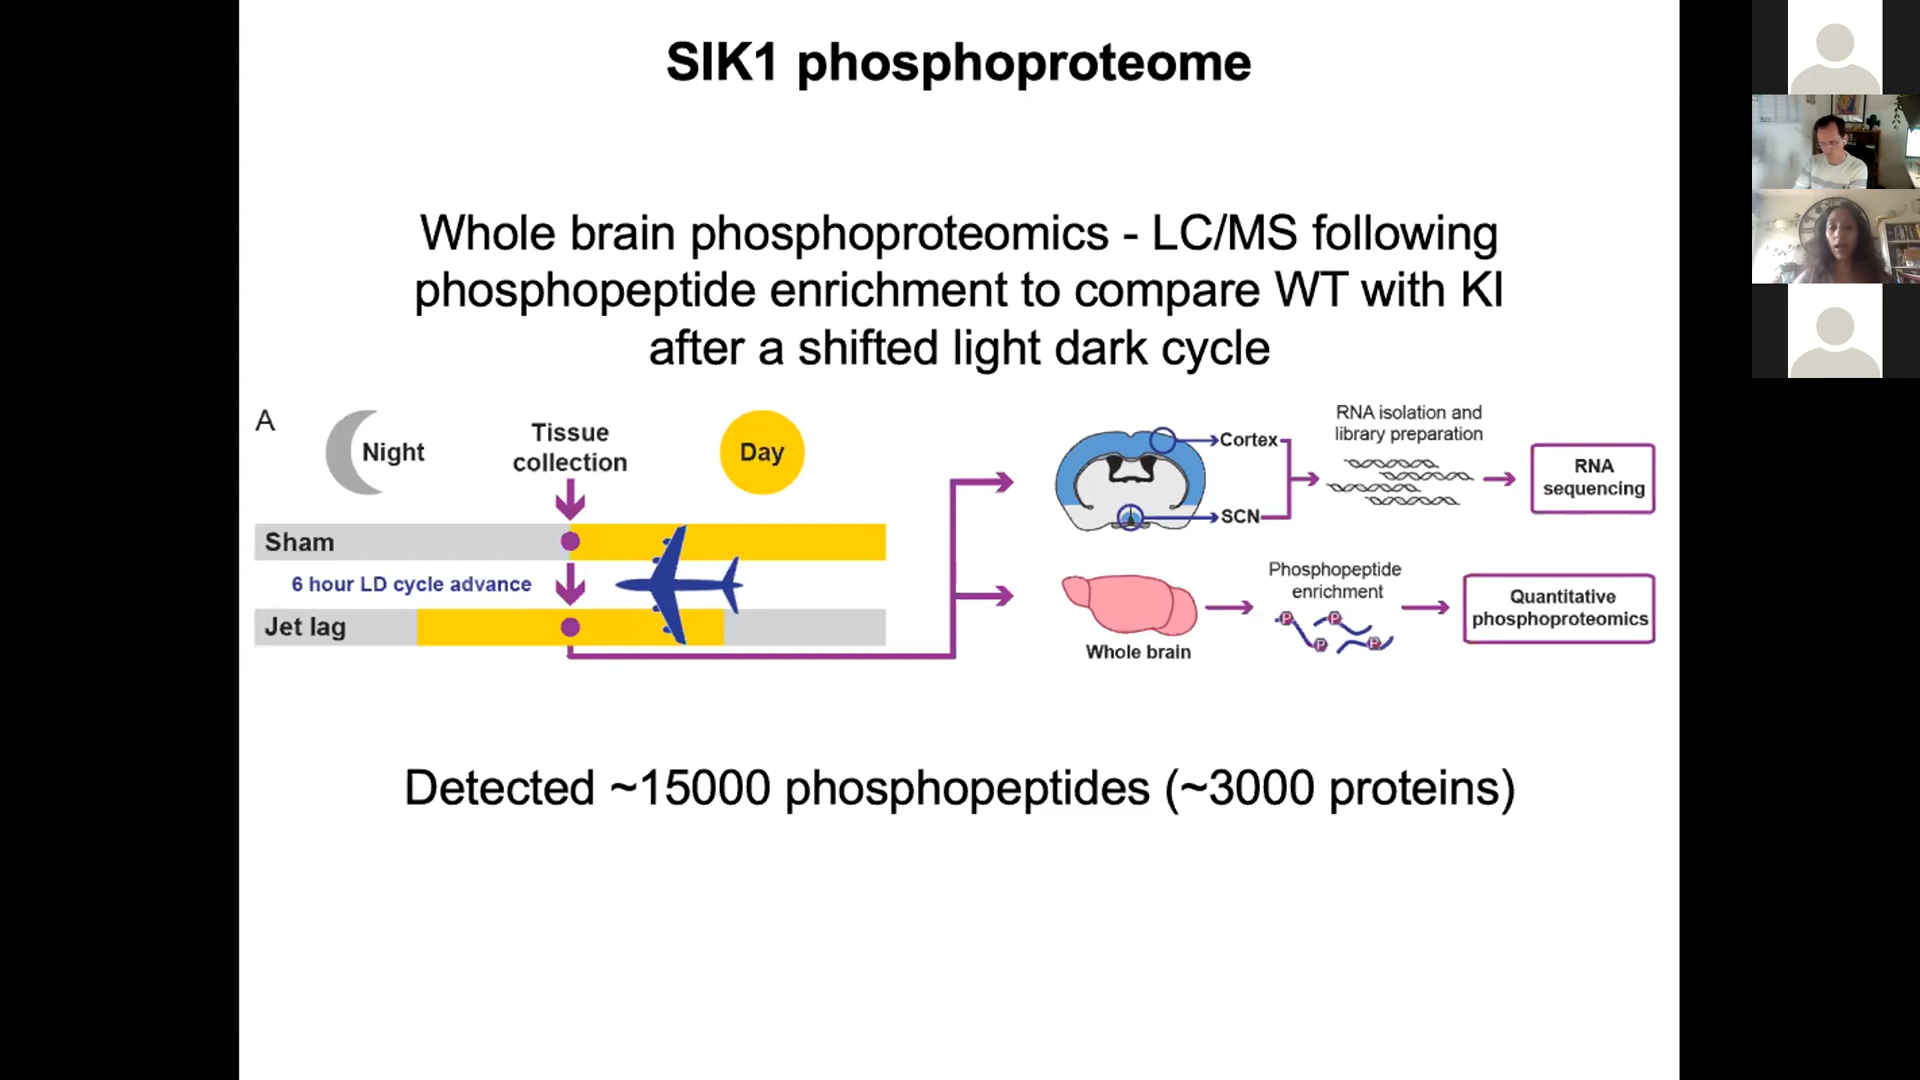 SIK1 phosphoproteome
Whole brain phosphoproteomics - LC/MS following
phosphopeptide enrichment to compare WT with KI
after a shifted light dark cycle
A
Night
Tissue
collection
Day
Sham
6 hour LD cycle advance
Jet lag
Cortex
SCN
RNA isolation and
library preparation
RNA
sequencing
Whole brain
Phosphopeptide
enrichment
P
P
P
P
Quantitative
phosphoproteomics
Detected ~15000 phosphopeptides (~3000 proteins)